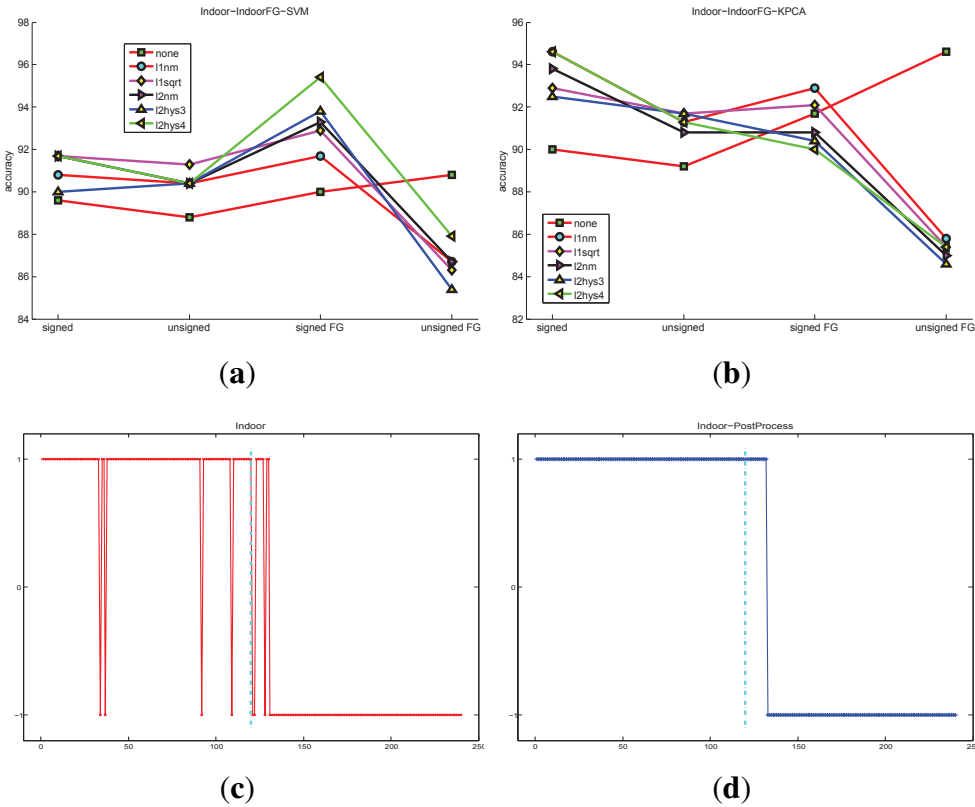 Indoor-IndoorFG-SVM
98
96
94
92
90
88
86
84
accuracy
none
l1nm
l1sqrt
l2nm
l2hys3
l2hys4
signed unsigned signed FG unsigned FG
(a)
Indoor-IndoorFG-KPCA
98
96
94
92
90
88
86
84
82
accuracy
none
l1nm
l1sqrt
l2nm
l2hys3
l2hys4
signed unsigned signed FG unsigned FG
(b)
Indoor
1
0
−1
0 50 100 150 200 250
(c)
Indoor-PostProcess
1
0
−1
0 50 100 150 200 25
(d)